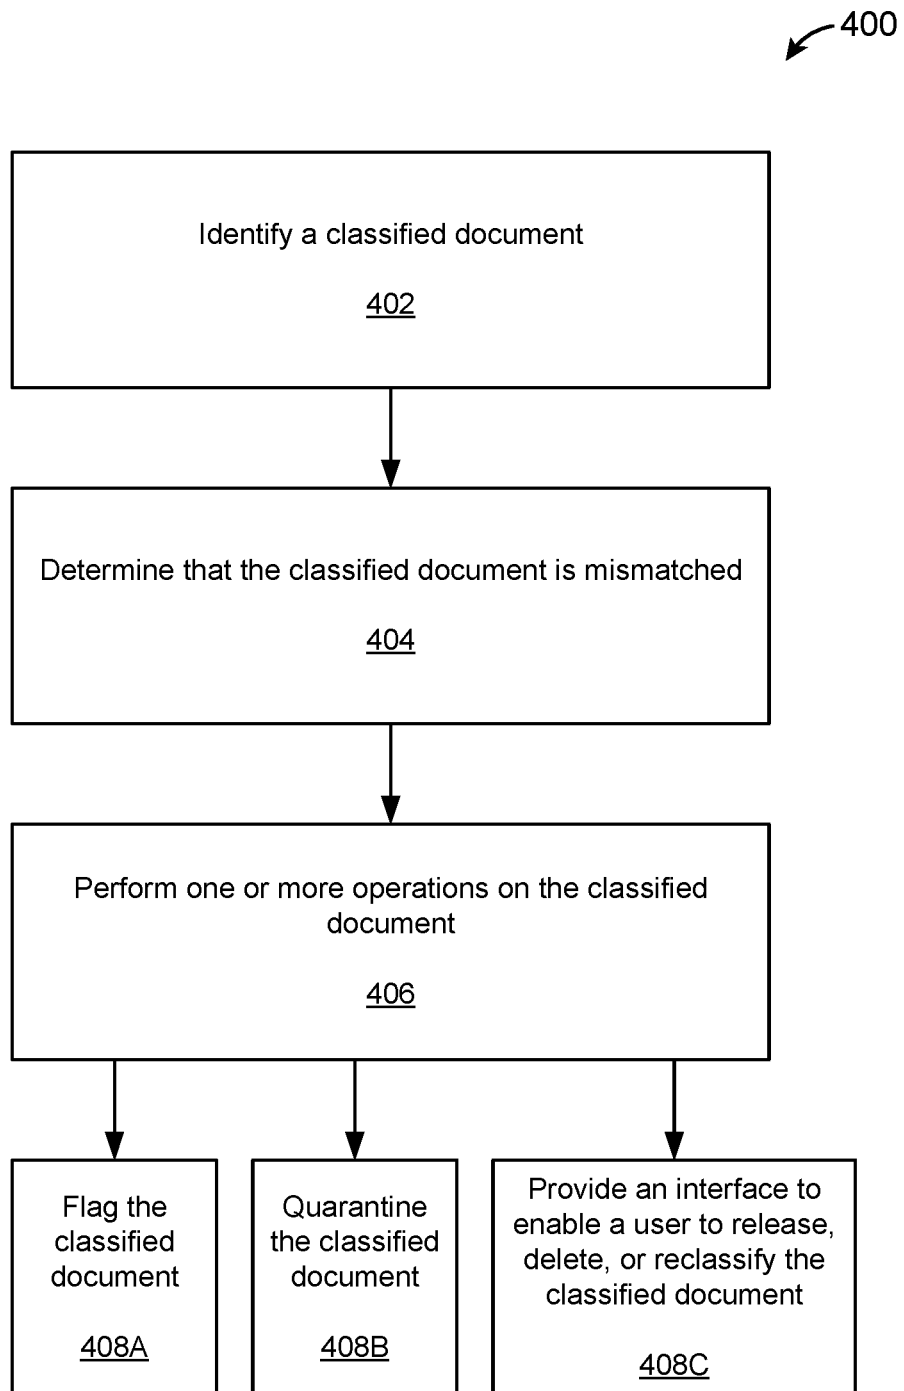 400
Identify a classified document
402
Determine that the classified document is mismatched
404
Perform one or more operations on the classified
document
406
Flag the
classified
document
408A
Quarantine
the classified
document
408B
Provide an interface to
enable a user to release,
delete, or reclassify the
classified document
408C